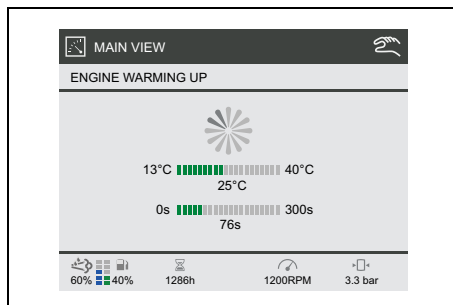 MAIN VIEW
ENGINE WARMING UP
13°C 40°C
25°C
0s 300s
76s
60% 40% 1286h 1200RPM 3.3 bar